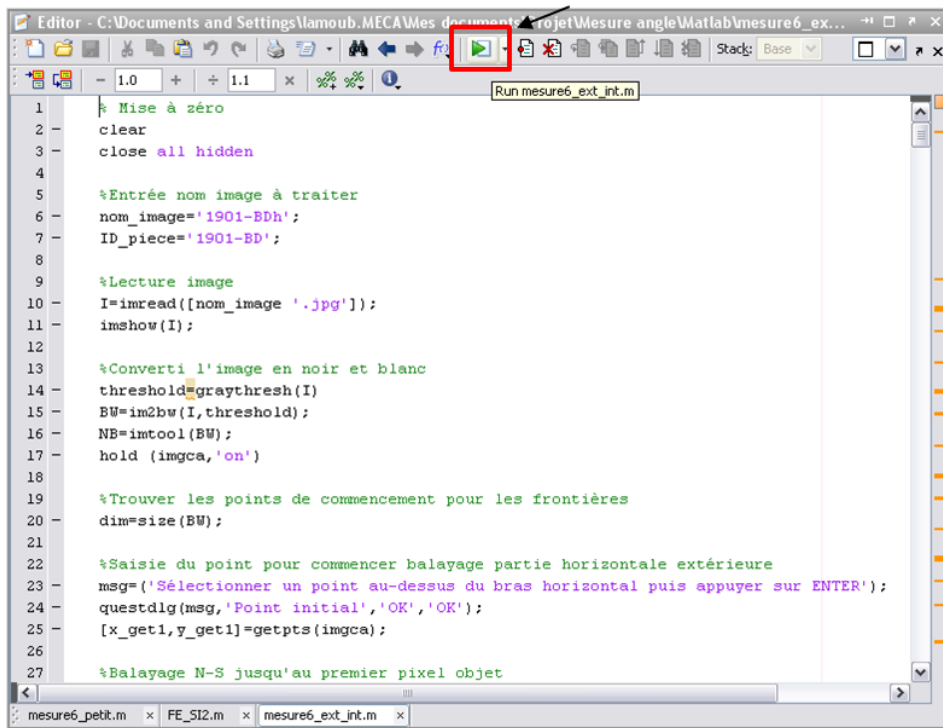 Editor - C:\Documents and Settings\lamoub.MECA\Mes documents\Projet\Mesure angle\Matlab\mesure6_ex...
Stack: Base
- 1.0 + ÷ 1.1 ×
Run mesure6_ext_int.m
1 % Mise à zéro
2 - clear
3 - close all hidden
4
5 %Entrée nom image à traiter
6 - nom_image='1901-BDh';
7 - ID_piece='1901-BD';
8
9 %Lecture image
10 - I=imread([nom_image '.jpg']);
11 - imshow(I);
12
13 %Converti l'image en noir et blanc
14 - threshold=graythresh(I)
15 - BW=im2bw(I,threshold);
16 - NB=imtool(BW);
17 - hold (imgca,'on')
18
19 %Trouver les points de commencement pour les frontières
20 - dim=size(BW);
21
22 %Saisie du point pour commencer balayage partie horizontale extérieure
23 - msg=('Sélectionner un point au-dessus du bras horizontal puis appuyer sur ENTER');
24 - questdlg(msg,'Point initial','OK','OK');
25 - [x_get1,y_get1]=getpts(imgca);
26
27 %Balayage N-S jusqu'au premier pixel objet
mesure6_petit.m × FE_SI2.m × mesure6_ext_int.m ×